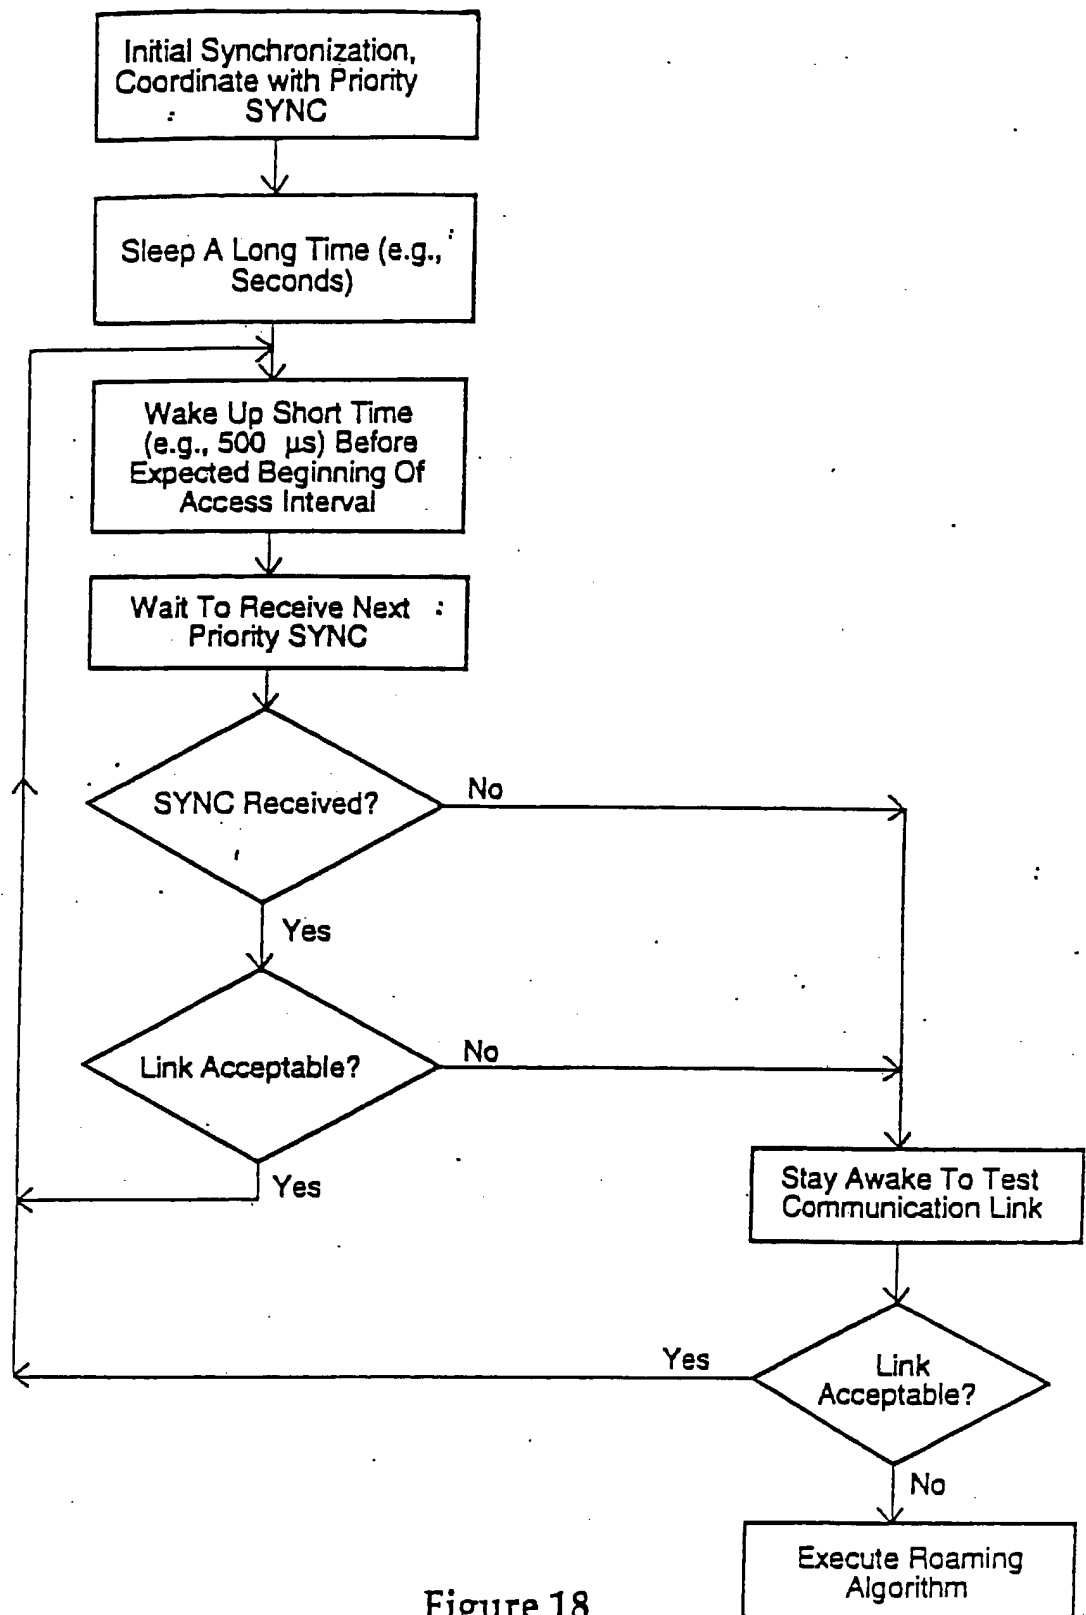 Initial Synchronization,
Coordinate with Priority
SYNC
Sleep A Long Time (e.g.,
Seconds)
Wake Up Short Time
(e.g., 500 µs) Before
Expected Beginning Of
Access Interval
Wait To Receive Next
Priority SYNC
SYNC Received?
No
Yes
Link Acceptable?
No
Yes
Stay Awake To Test
Communication Link
Link
Acceptable?
Yes
No
Execute Roaming
Algorithm
Figure 18